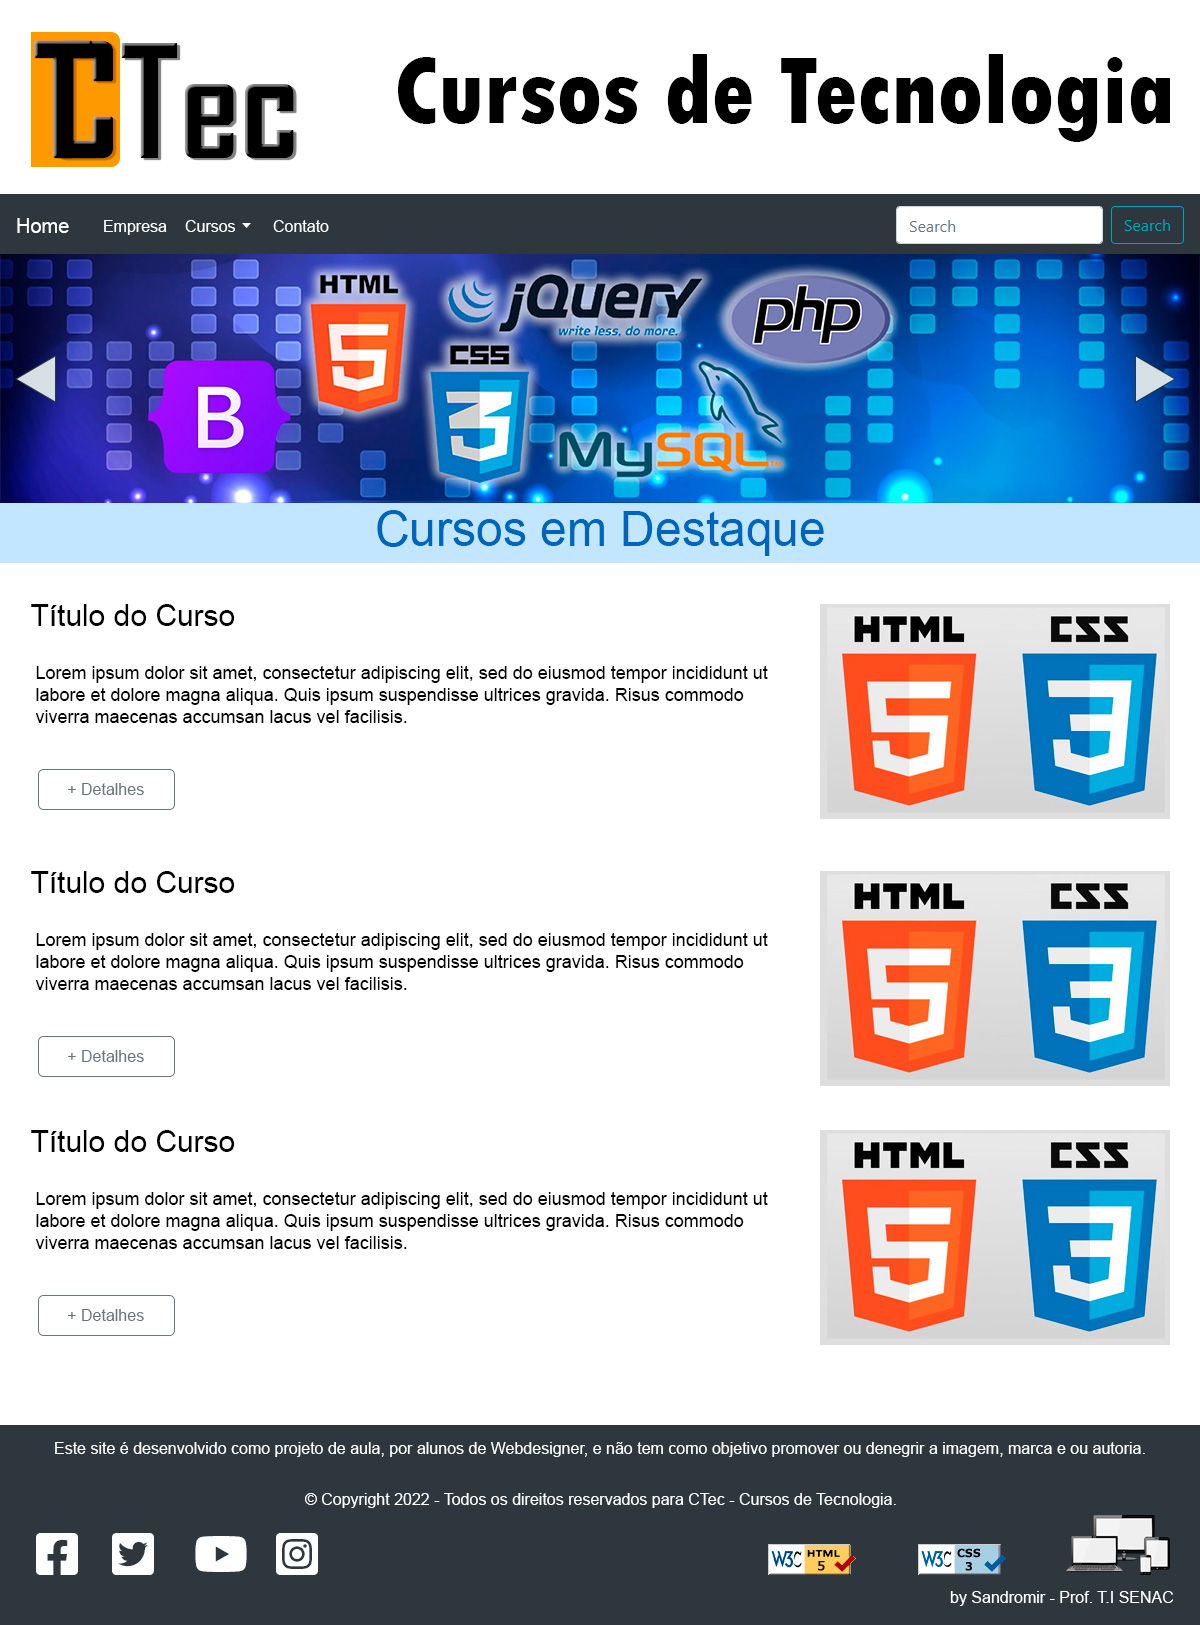 CTec
Cursos de Tecnologia
Home Empresa Cursos Contato Search Search
HTML
5
jQuery
write less, do more.
php
CSS
3
B
MySQL
Cursos em Destaque
Título do Curso
Lorem ipsum dolor sit amet, consectetur adipiscing elit, sed do eiusmod tempor incididunt ut
labore et dolore magna aliqua. Quis ipsum suspendisse ultrices gravida. Risus commodo
viverra maecenas accumsan lacus vel facilisis.
+ Detalhes
HTML CSS
5 3
Título do Curso
Lorem ipsum dolor sit amet, consectetur adipiscing elit, sed do eiusmod tempor incididunt ut
labore et dolore magna aliqua. Quis ipsum suspendisse ultrices gravida. Risus commodo
viverra maecenas accumsan lacus vel facilisis.
+ Detalhes
HTML CSS
5 3
Título do Curso
Lorem ipsum dolor sit amet, consectetur adipiscing elit, sed do eiusmod tempor incididunt ut
labore et dolore magna aliqua. Quis ipsum suspendisse ultrices gravida. Risus commodo
viverra maecenas accumsan lacus vel facilisis.
+ Detalhes
HTML CSS
5 3
Este site é desenvolvido como projeto de aula, por alunos de Webdesigner, e não tem como objetivo promover ou denegrir a imagem, marca e ou autoria.
© Copyright 2022 - Todos os direitos reservados para CTec - Cursos de Tecnologia.
W3C HTML 5
W3C CSS 3
by Sandromir - Prof. T.I SENAC